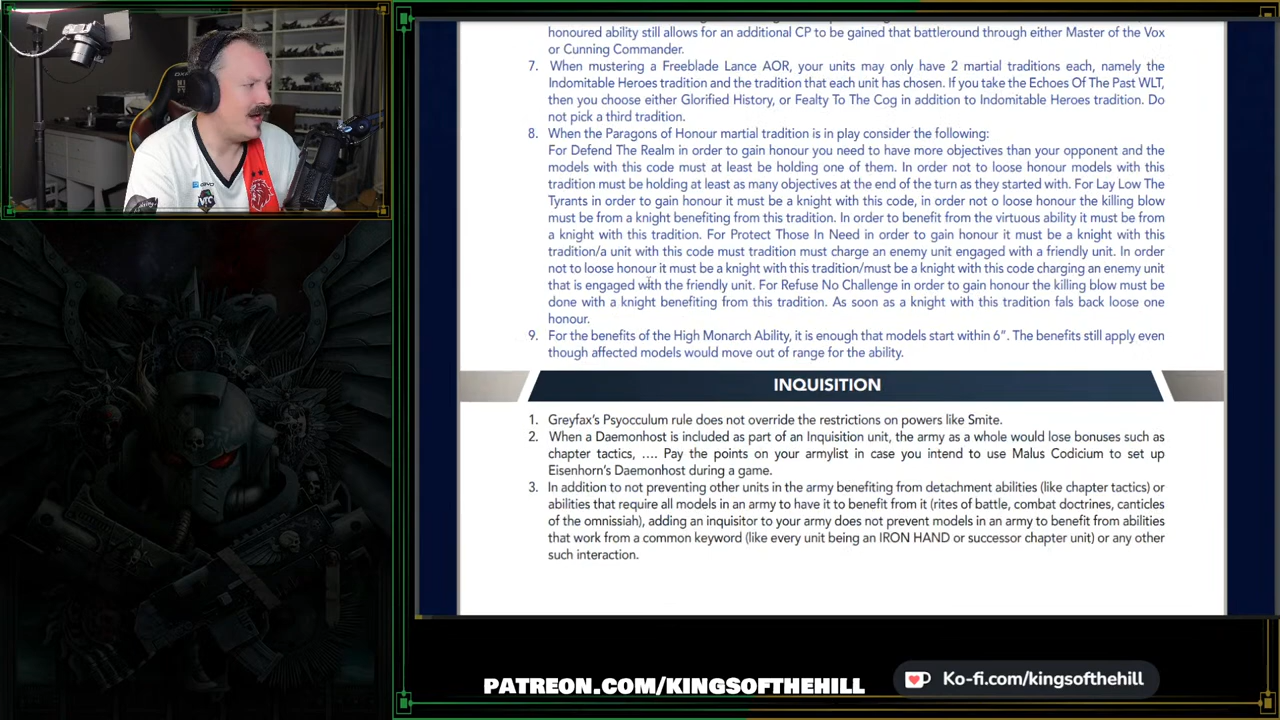 honoured ability still allows for an additional CP to be gained that battleround through either Master of the Vox
or Cunning Commander.
7. When mustering a Freeblade Lance AOR, your units may only have 2 martial traditions each, namely the
Indomitable Heroes tradition and the tradition that each unit has chosen. If you take the Echoes Of The Past WLT,
then you choose either Glorified History, or Fealty To The Cog in addition to Indomitable Heroes tradition. Do
not pick a third tradition.
8. When the Paragons of Honour martial tradition is in play consider the following:
For Defend The Realm in order to gain honour you need to have more objectives than your opponent and the
models with this code must at least be holding one of them. In order not to loose honour models with this
tradition must be holding at least as many objectives at the end of the turn as they started with. For Lay Low The
Tyrants in order to gain honour it must be a knight with this code, in order not o loose honour the killing blow
must be from a knight benefiting from this tradition. In order to benefit from the virtuous ability it must be from
a knight with this tradition. For Protect Those In Need in order to gain honour it must be a knight with this
tradition/a unit with this code must tradition must charge an enemy unit engaged with a friendly unit. In order
not to loose honour it must be a knight with this tradition/must be a knight with this code charging an enemy unit
that is engaged with the friendly unit. For Refuse No Challenge in order to gain honour the killing blow must be
done with a knight benefiting from this tradition. As soon as a knight with this tradition fals back loose one
honour.
9. For the benefits of the High Monarch Ability, it is enough that models start within 6”. The benefits still apply even
though affected models would move out of range for the ability.
INQUISITION
1. Greyfax's Psyocculum rule does not override the restrictions on powers like Smite.
2. When a Daemonhost is included as part of an Inquisition unit, the army as a whole would lose bonuses such as
chapter tactics, .... Pay the points on your armylist in case you intend to use Malus Codicium to set up
Eisenhorn's Daemonhost during a game.
3. In addition to not preventing other units in the army benefiting from detachment abilities (like chapter tactics) or
abilities that require all models in an army to have it to benefit from it (rites of battle, combat doctrines, canticles
of the omnissiah), adding an inquisitor to your army does not prevent models in an army to benefit from abilities
that work from a common keyword (like every unit being an IRON HAND or successor chapter unit) or any other
such interaction.
PATREON.COM/KINGSOFTHEHILL
Ko-fi.com/kingsofthehill